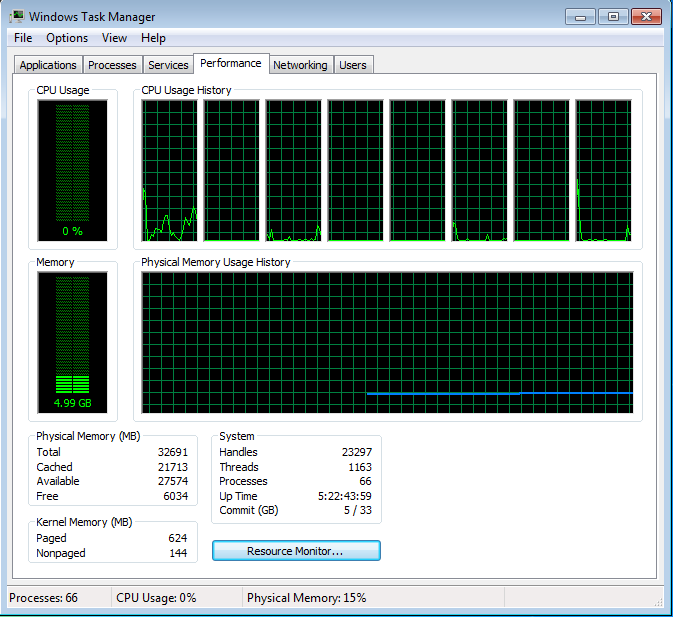 Windows Task Manager
File Options View Help
Applications Processes Services Performance Networking Users
CPU Usage CPU Usage History
0 %
Memory Physical Memory Usage History
4.99 GB
Physical Memory (MB) System
Total 32691 Handles 23297
Cached 21713 Threads 1163
Available 27574 Processes 66
Free 6034 Up Time 5:22:43:59
Commit (GB) 5 / 33
Kernel Memory (MB)
Paged 624
Nonpaged 144 Resource Monitor...
Processes: 66 CPU Usage: 0% Physical Memory: 15%